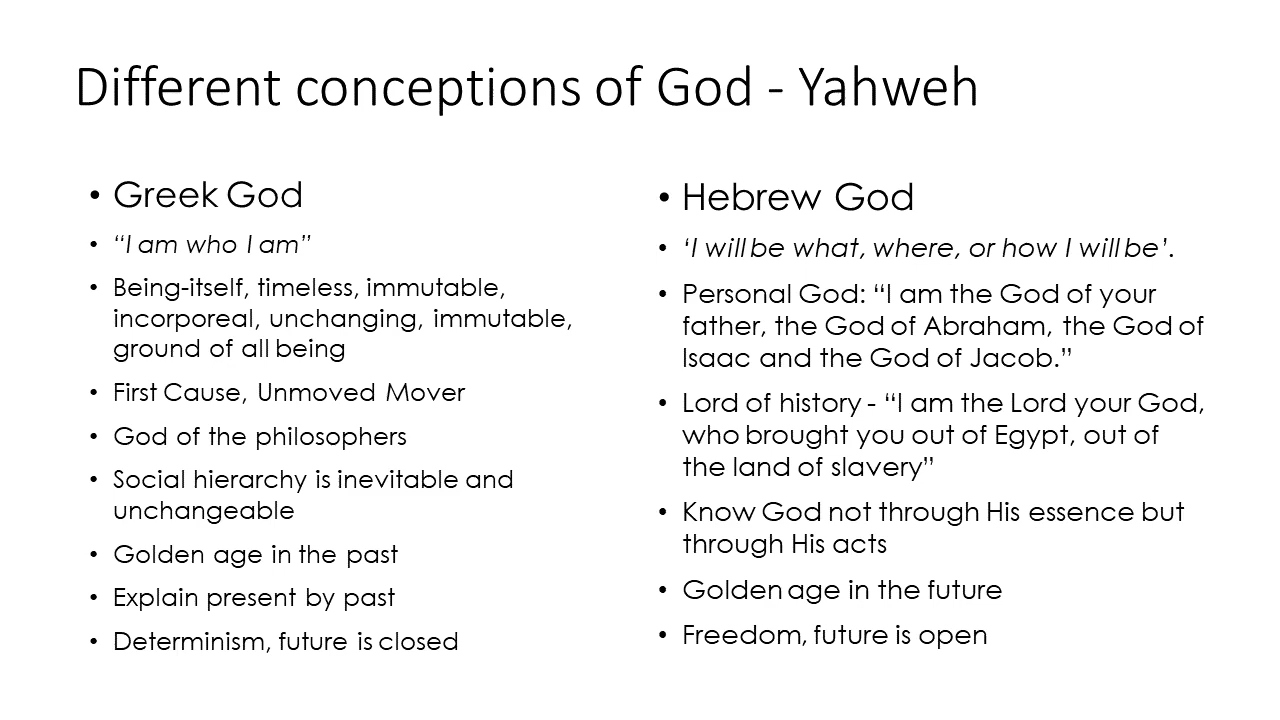 Different conceptions of God - Yahweh
• Greek God
• “I am who I am”
• Being-itself, timeless, immutable,
incorporeal, unchanging, immutable,
ground of all being
• First Cause, Unmoved Mover
• God of the philosophers
• Social hierarchy is inevitable and
unchangeable
• Golden age in the past
• Explain present by past
• Determinism, future is closed
• Hebrew God
• ‘I will be what, where, or how I will be’.
• Personal God: “I am the God of your
father, the God of Abraham, the God of
Isaac and the God of Jacob.”
• Lord of history - “I am the Lord your God,
who brought you out of Egypt, out of
the land of slavery”
• Know God not through His essence but
through His acts
• Golden age in the future
• Freedom, future is open